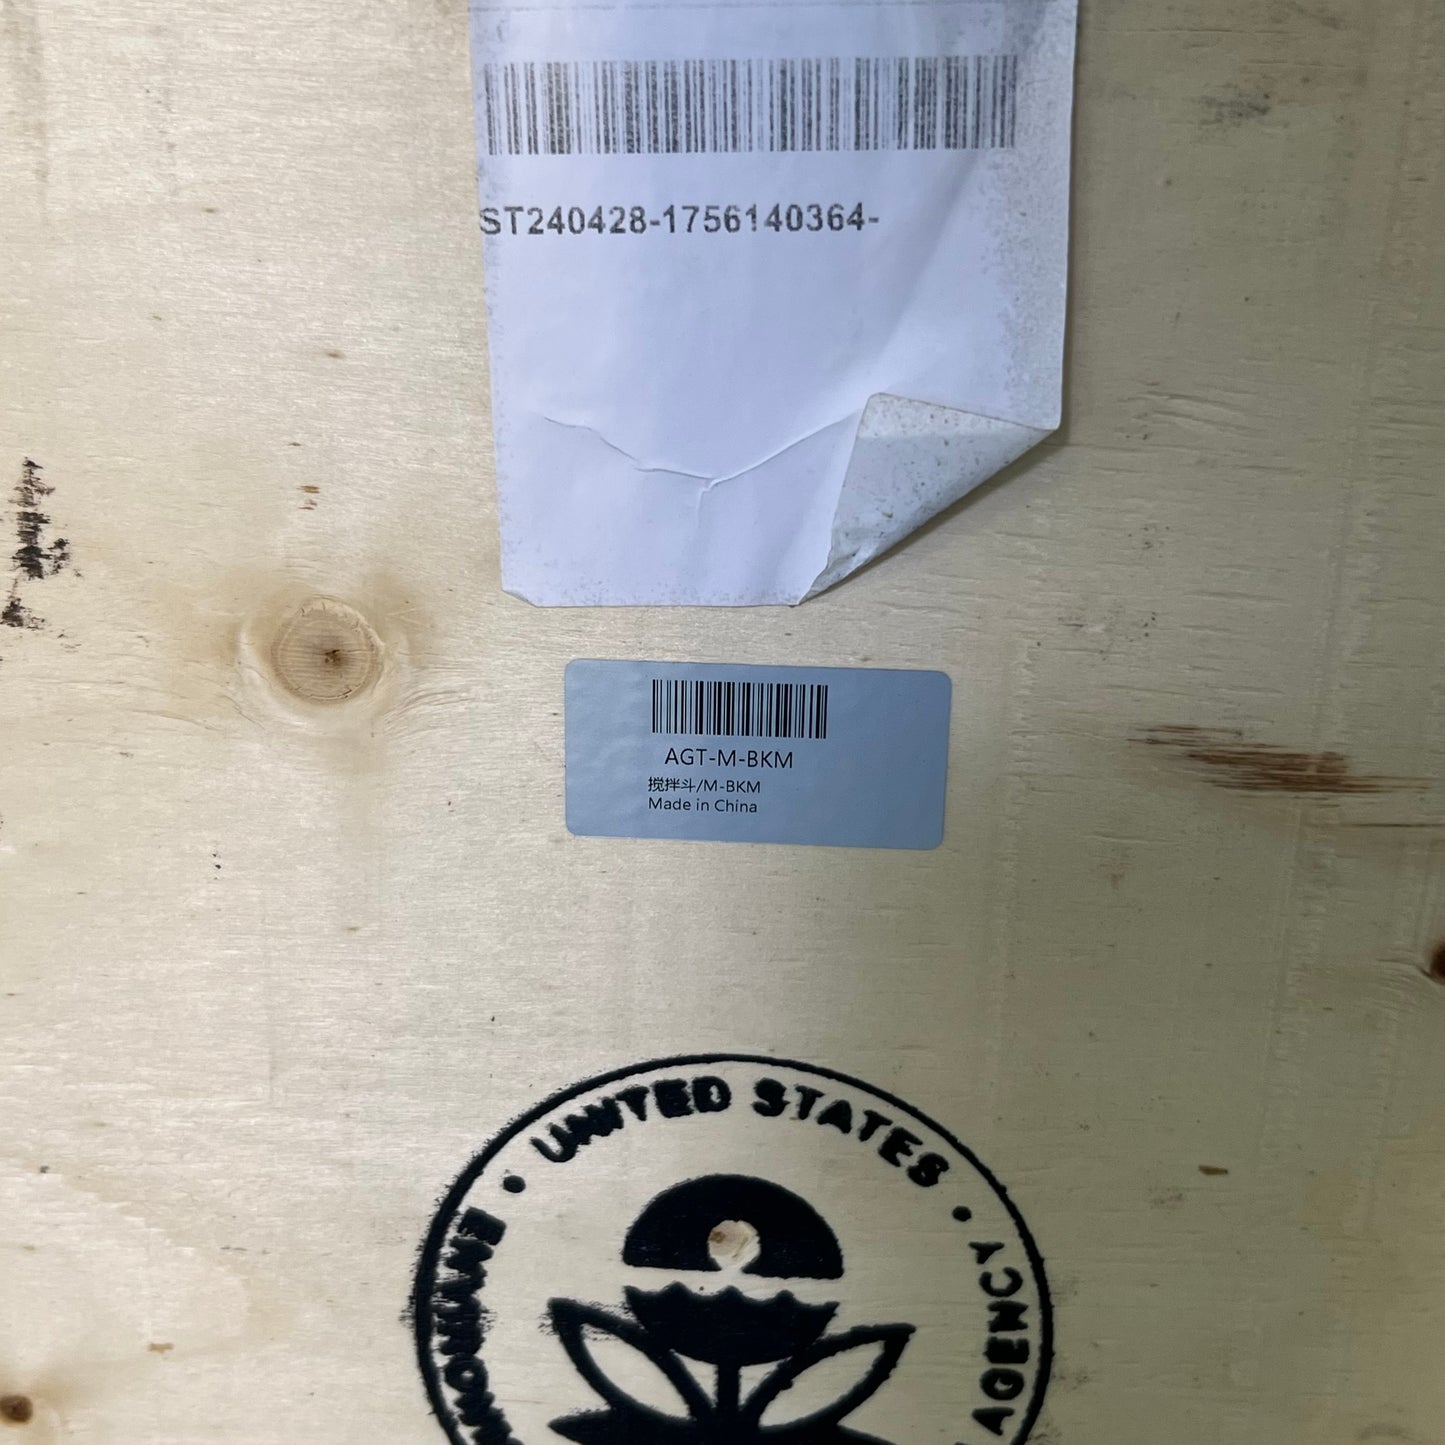 ST240428-1756140364-
AGT-M-BKM
搅拌斗/M-BKM
Made in China
UNITED STATES
AGENCY